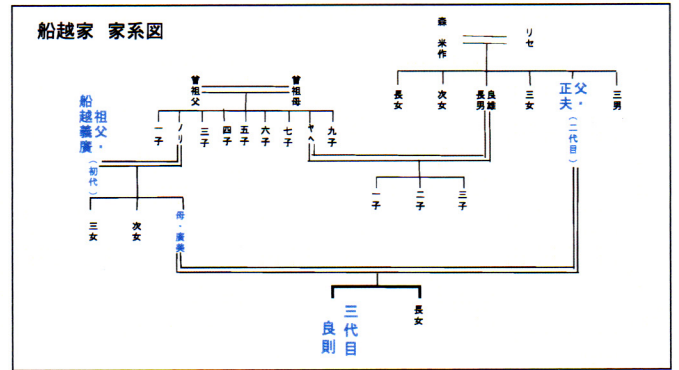 船越家 家系図
森 米作
リセ
長女
次女
長男
良雄
三女
父・
正夫(二代目)
三男
曽祖父
曽祖母
祖父・
船越義廣(初代)
一子
ノリ
三子
四子
五子
六子
七子
ヤヘ
九子
一子
二子
三子
三女
次女
母・廣美
三代目
良則
長女